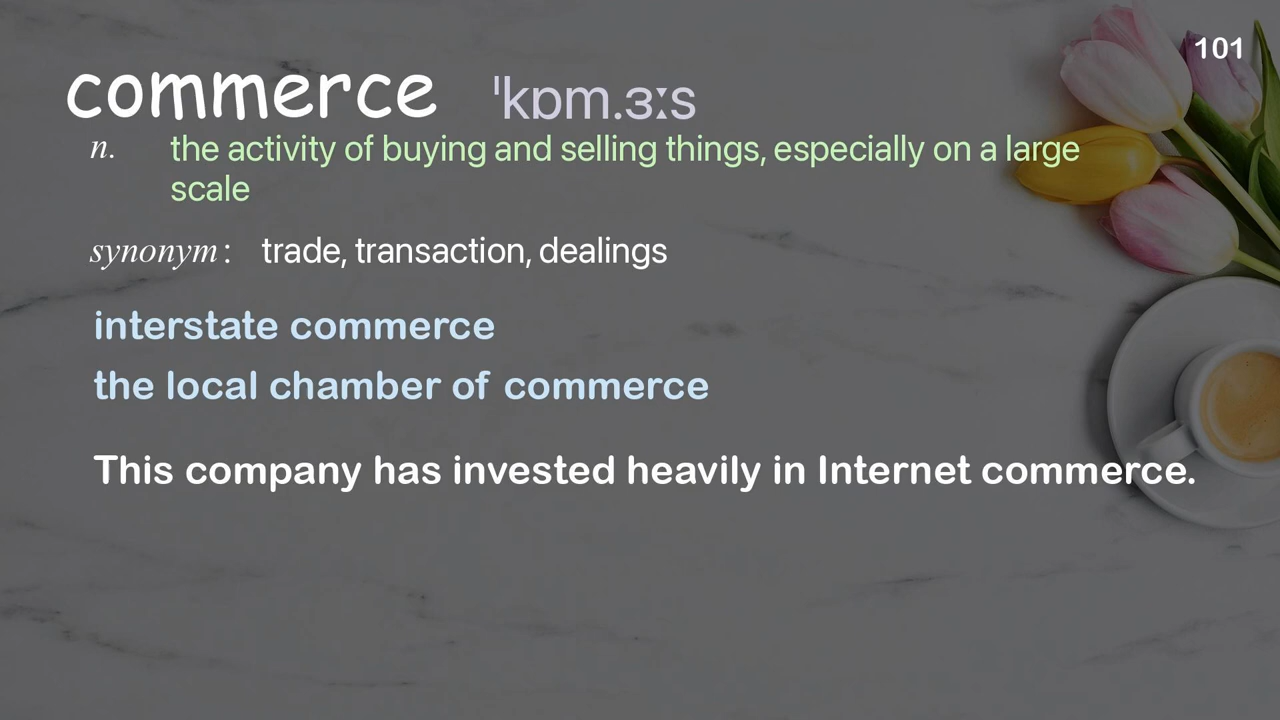 101
commerce ˈkɒm.ɜːs
n. the activity of buying and selling things, especially on a large
scale
synonym: trade, transaction, dealings
interstate commerce
the local chamber of commerce
This company has invested heavily in Internet commerce.